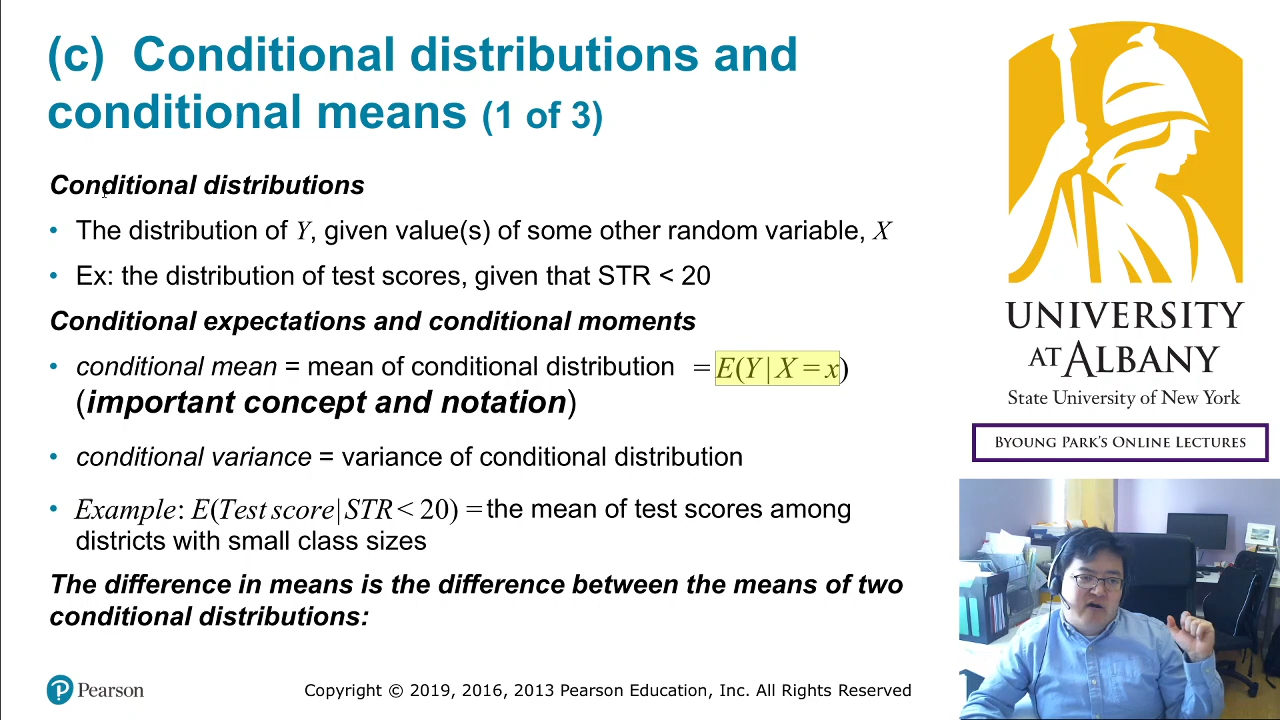 (c) Conditional distributions and
conditional means (1 of 3)
Conditional distributions
• The distribution of Y, given value(s) of some other random variable, X
• Ex: the distribution of test scores, given that STR < 20
Conditional expectations and conditional moments
• conditional mean = mean of conditional distribution = E(Y | X = x)
(important concept and notation)
• conditional variance = variance of conditional distribution
• Example: E(Test score | STR < 20) = the mean of test scores among
districts with small class sizes
The difference in means is the difference between the means of two
conditional distributions:
P Pearson
Copyright © 2019, 2016, 2013 Pearson Education, Inc. All Rights Reserved
UNIVERSITY
AT ALBANY
State University of New York
BYOUNG PARK'S ONLINE LECTURES